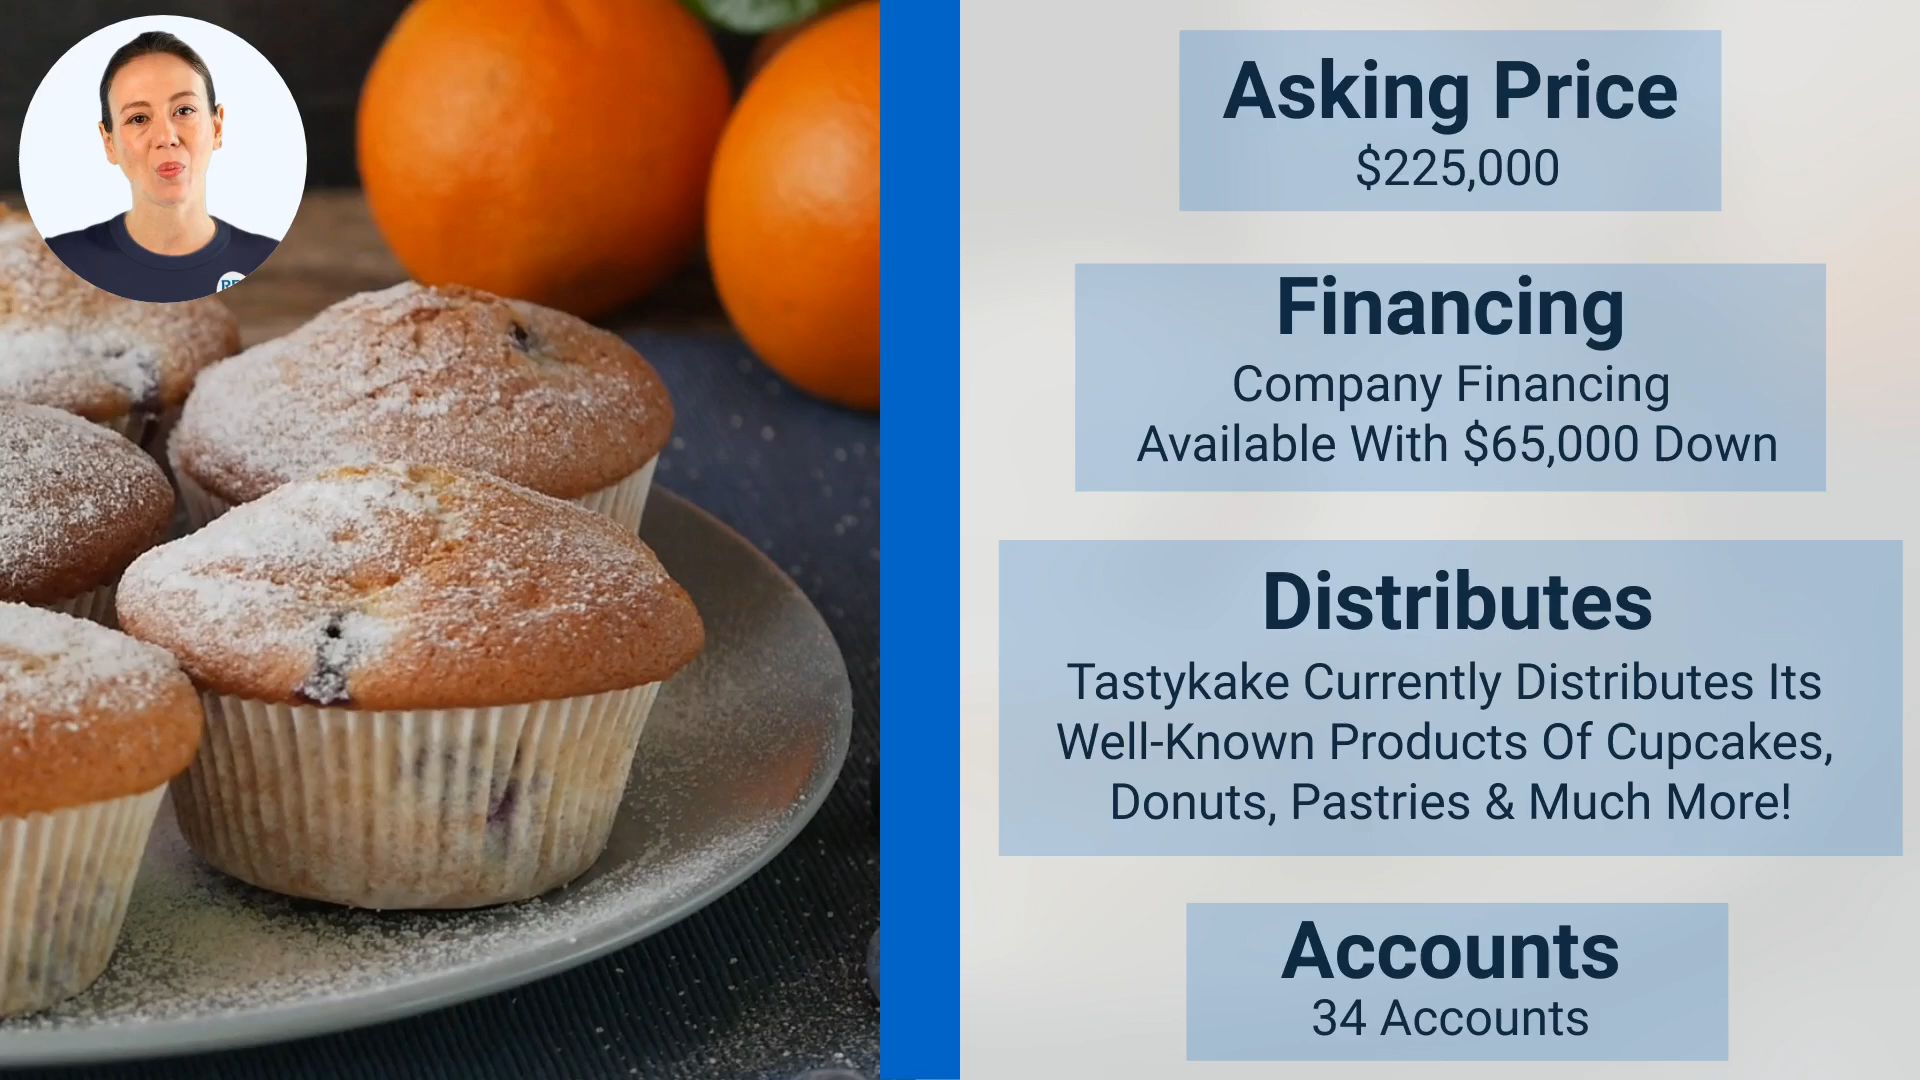 Asking Price
$225,000
Financing
Company Financing
Available With $65,000 Down
Distributes
Tastykake Currently Distributes Its
Well-Known Products Of Cupcakes,
Donuts, Pastries & Much More!
Accounts
34 Accounts